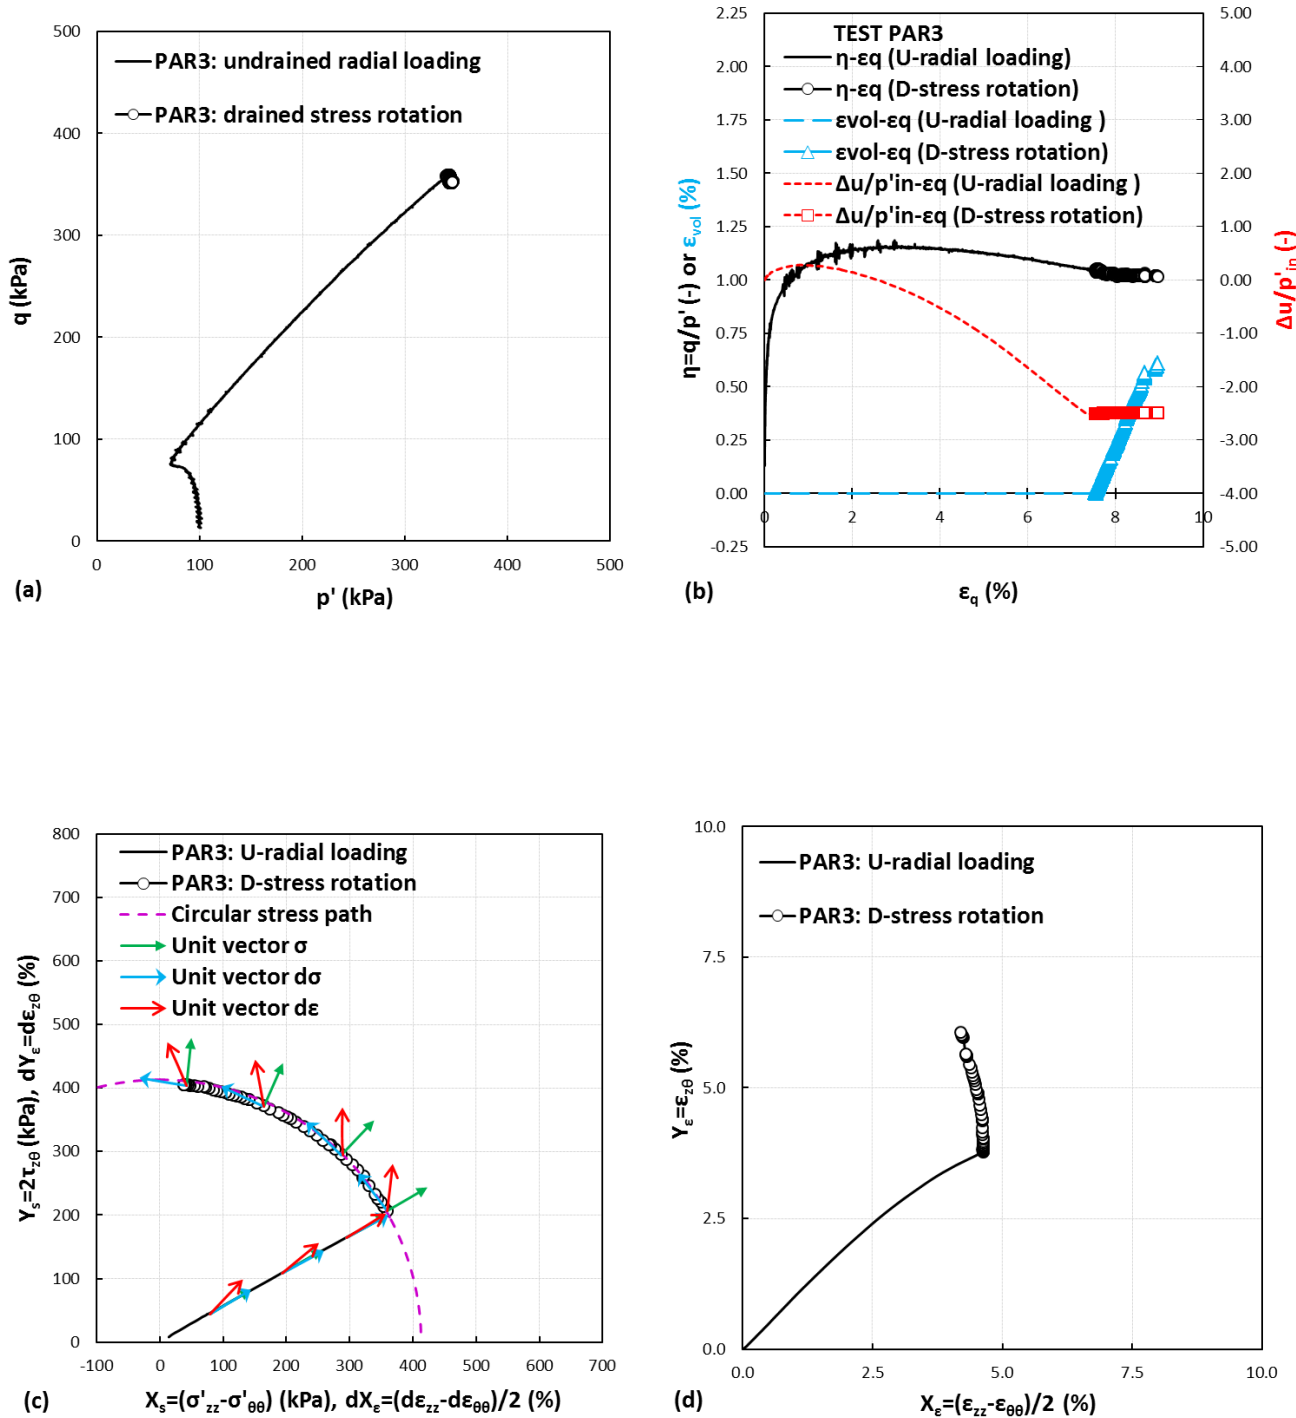 500
400
300
200
100
0
q (kPa)
PAR3: undrained radial loading
PAR3: drained stress rotation
0 100 200 300 400 500
(a)
p' (kPa)
2.25
2.00
1.75
1.50
1.25
1.00
0.75
0.50
0.25
0.00
-0.25
η=q/p' (-) or εvol (%)
TEST PAR3
η-εq (U-radial loading)
η-εq (D-stress rotation)
εvol-εq (U-radial loading )
εvol-εq (D-stress rotation)
Δu/p'in-εq (U-radial loading )
Δu/p'in-εq (D-stress rotation)
5.00
4.00
3.00
2.00
1.00
0.00
-1.00
-2.00
-3.00
-4.00
-5.00
Δu/p'in (-)
0 2 4 6 8 10
(b)
εq (%)
800
700
600
500
400
300
200
100
0
Ys=2τzθ (kPa), dYε=dεzθ (%)
PAR3: U-radial loading
PAR3: D-stress rotation
Circular stress path
Unit vector σ
Unit vector dσ
Unit vector dε
-100 0 100 200 300 400 500 600 700
(c)
Xs=(σ'zz-σ'θθ) (kPa), dXε=(dεzz-dεθθ)/2 (%)
10.0
7.5
5.0
2.5
0.0
Yε=εzθ (%)
PAR3: U-radial loading
PAR3: D-stress rotation
0.0 2.5 5.0 7.5 10.0
(d)
Xε=(εzz-εθθ)/2 (%)